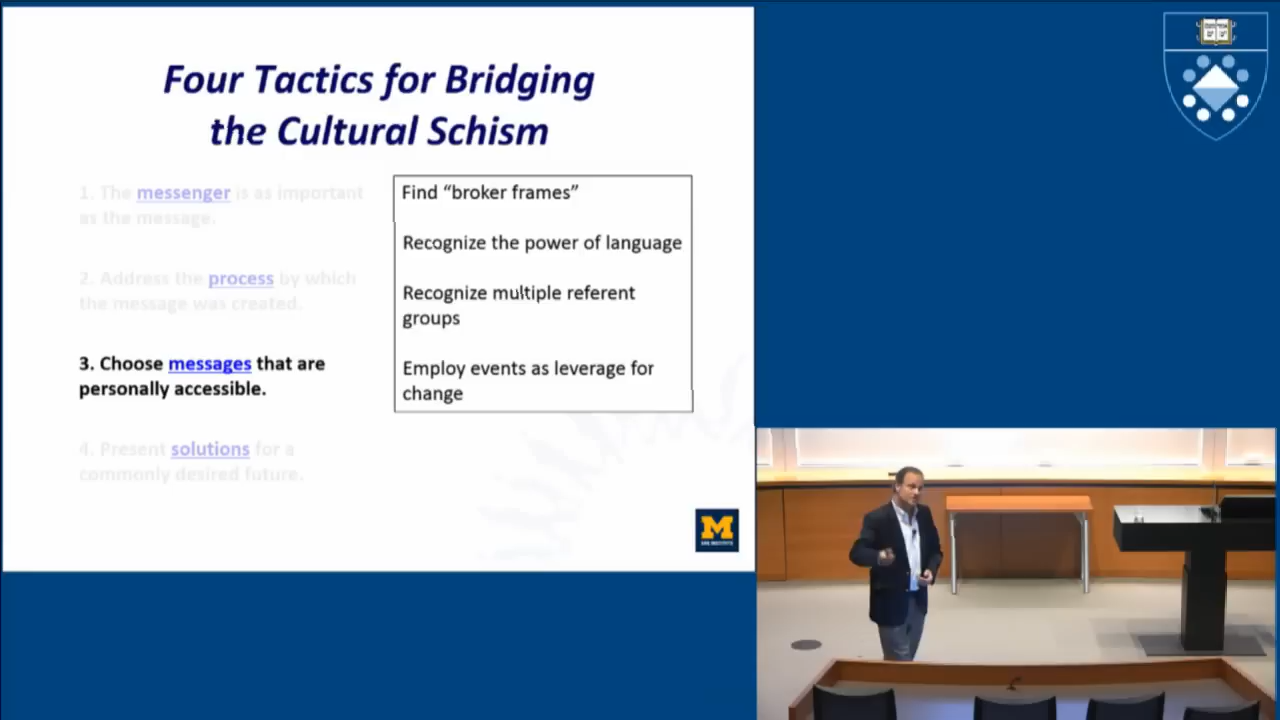 Four Tactics for Bridging
the Cultural Schism
1. The messenger is as important
as the message.
2. Address the process by which
the message was created.
3. Choose messages that are
personally accessible.
4. Present solutions for a
commonly desired future.
Find “broker frames”
Recognize the power of language
Recognize multiple referent
groups
Employ events as leverage for
change
M